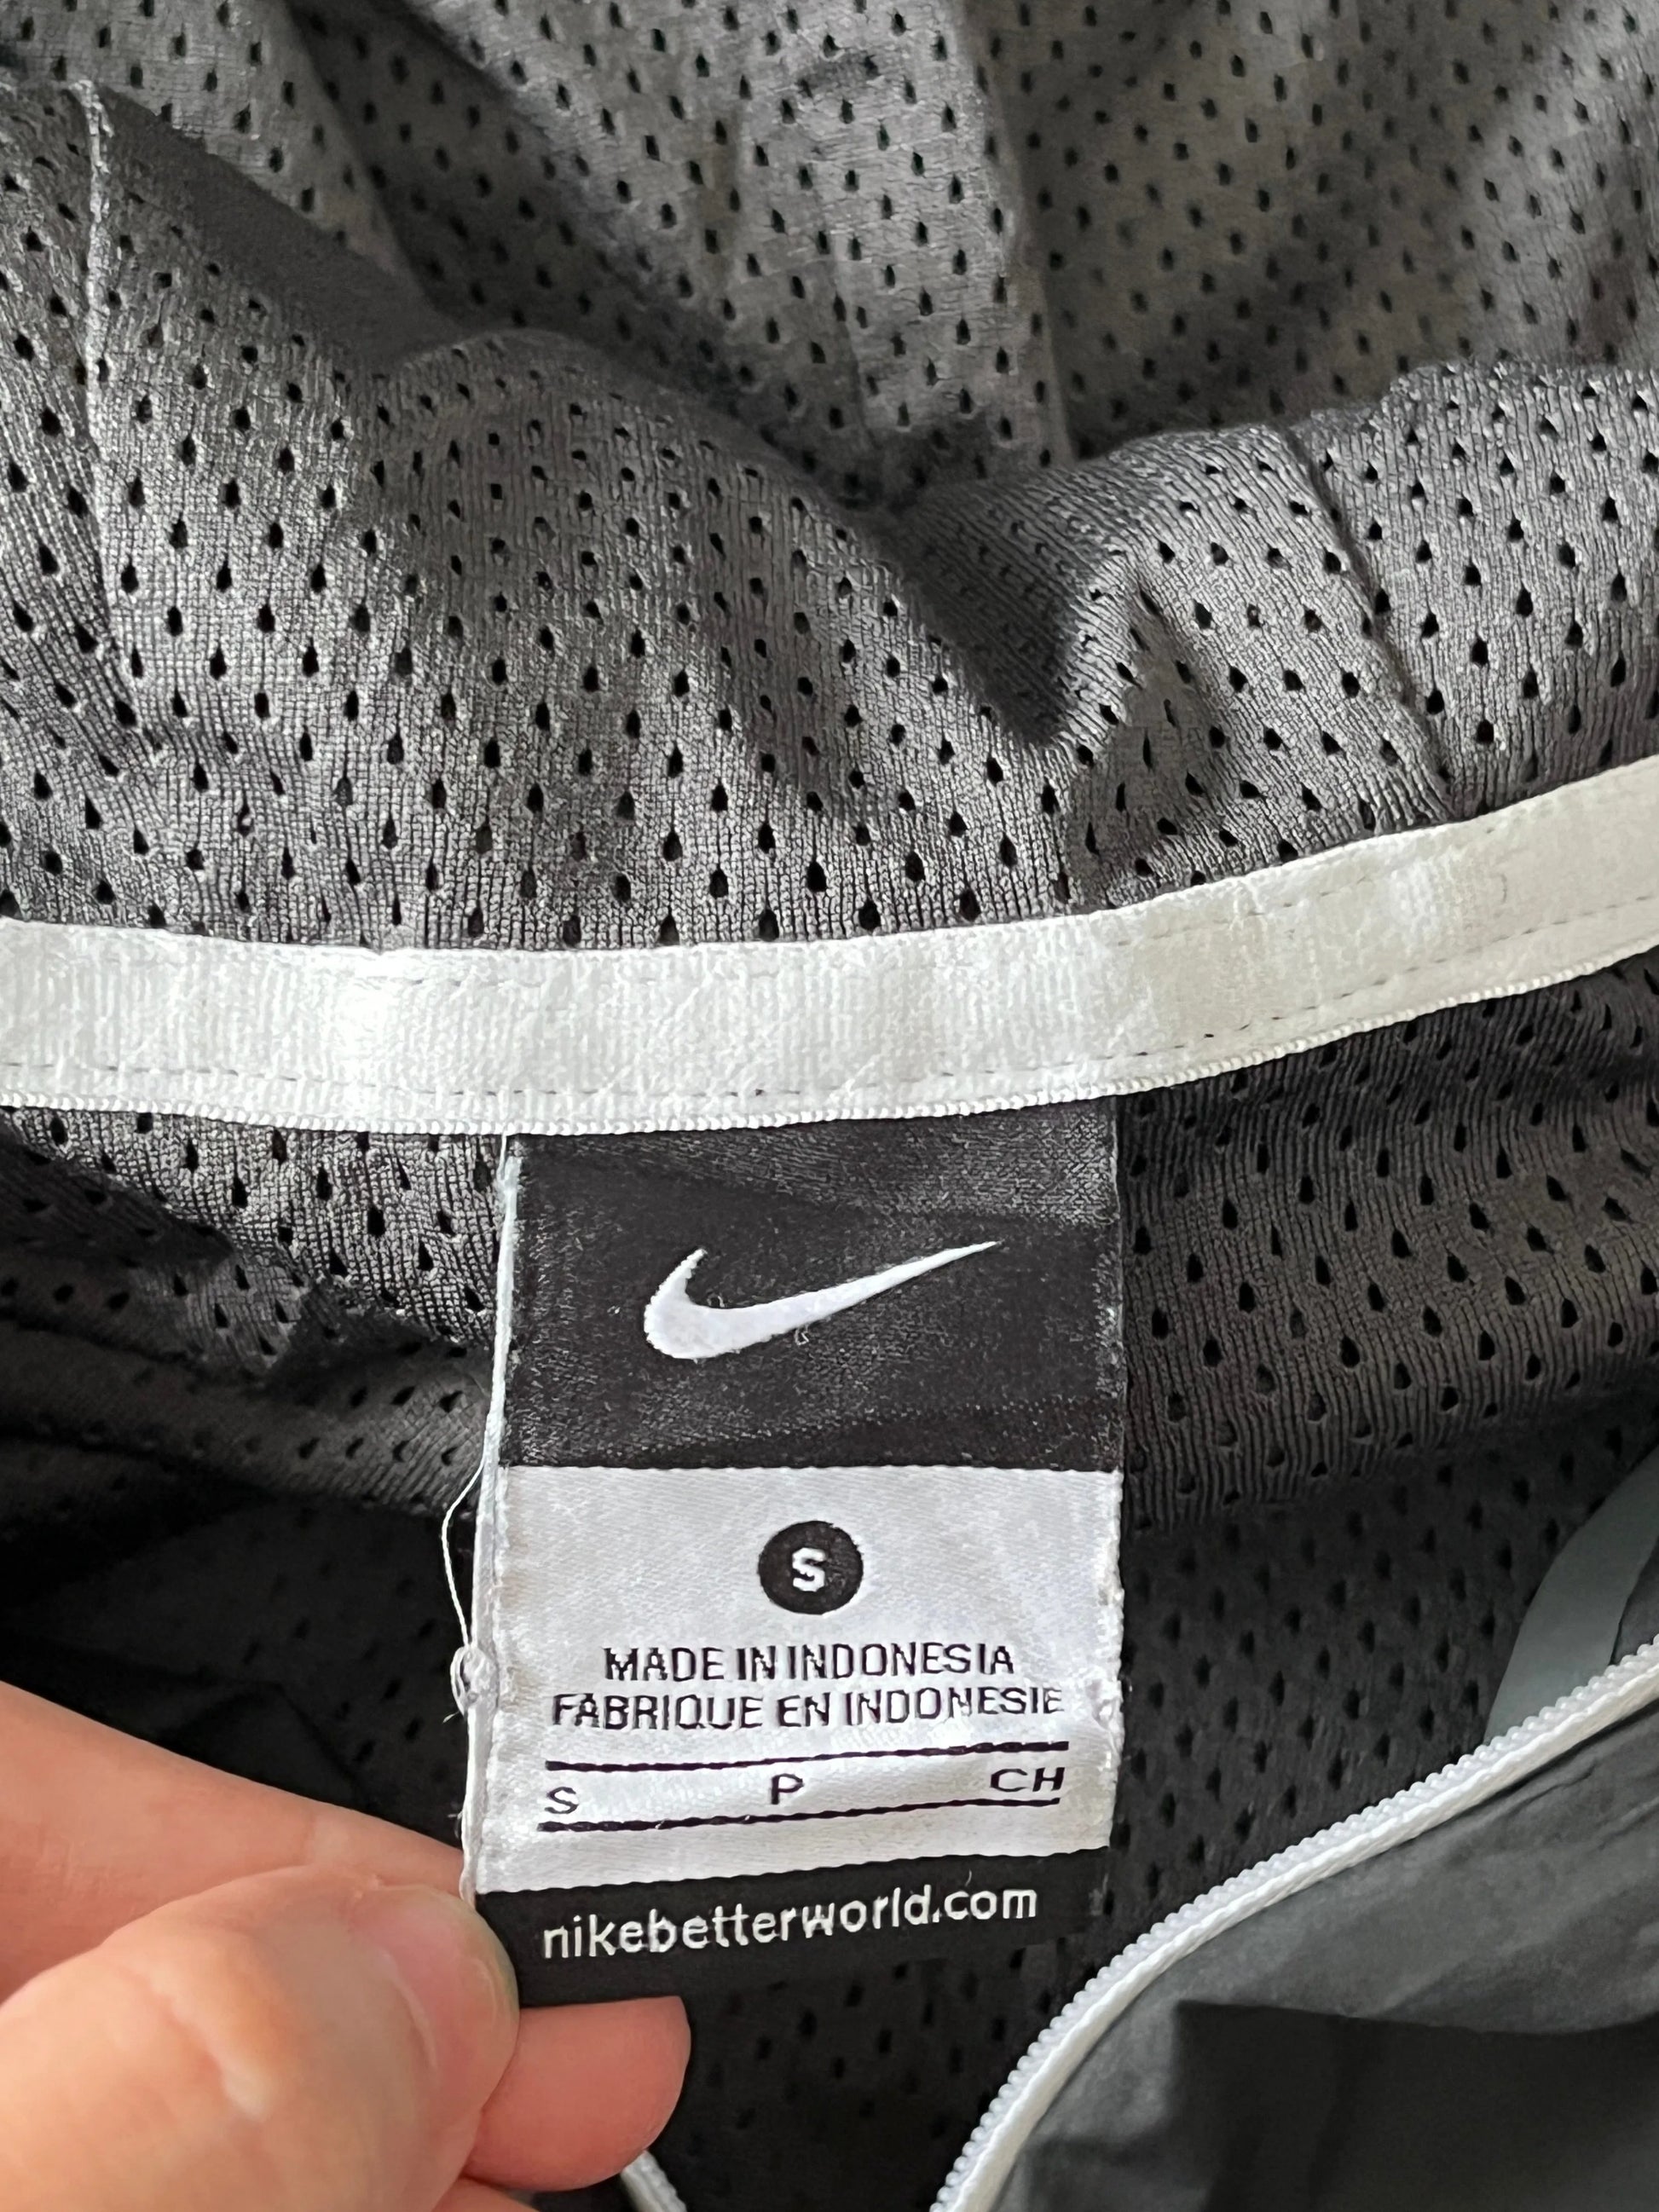 S
MADE IN INDONESIA
FABRIQUE EN INDONESIE
S P CH
nikebetterworld.com